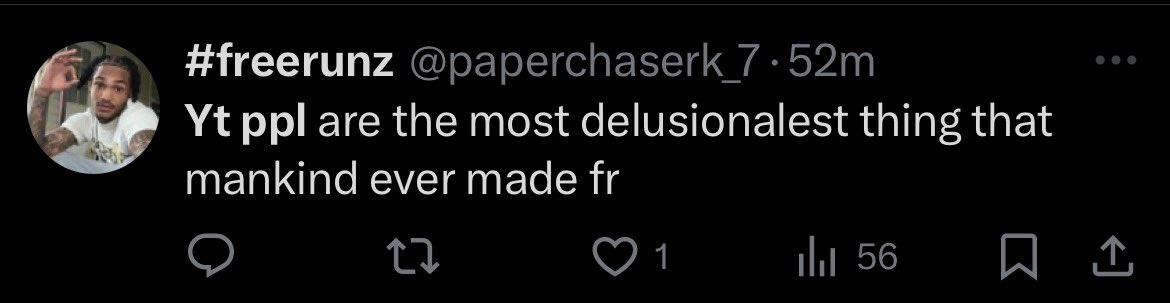 #freerunz @paperchaserk_7 · 52m
Yt ppl are the most delusionalest thing that
mankind ever made fr
1 56